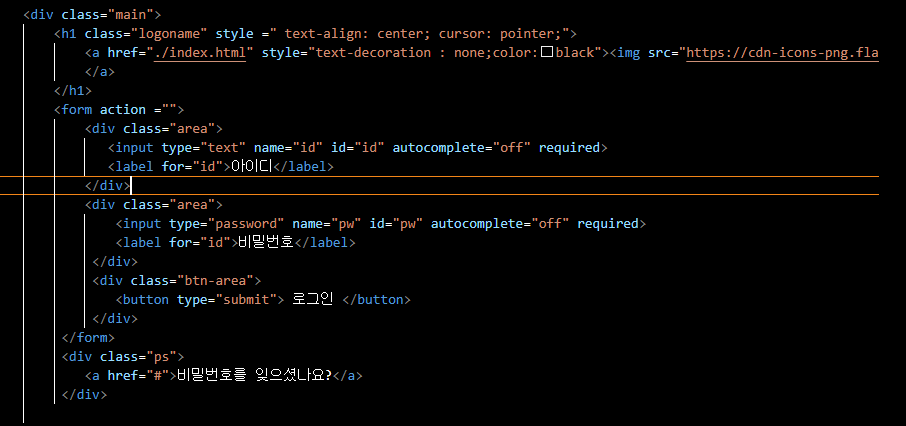 <div class="main">
<h1 class="logoname" style =" text-align: center; cursor: pointer;">
<a href="./index.html" style="text-decoration : none;color:black"><img src="https://cdn-icons-png.fla
</a>
</h1>
<form action ="">
<div class="area">
<input type="text" name="id" id="id" autocomplete="off" required>
<label for="id">아이디</label>
</div>
<div class="area">
<input type="password" name="pw" id="pw" autocomplete="off" required>
<label for="id">비밀번호</label>
</div>
<div class="btn-area">
<button type="submit"> 로그인 </button>
</div>
</form>
<div class="ps">
<a href="#">비밀번호를 잊으셨나요?</a>
</div>